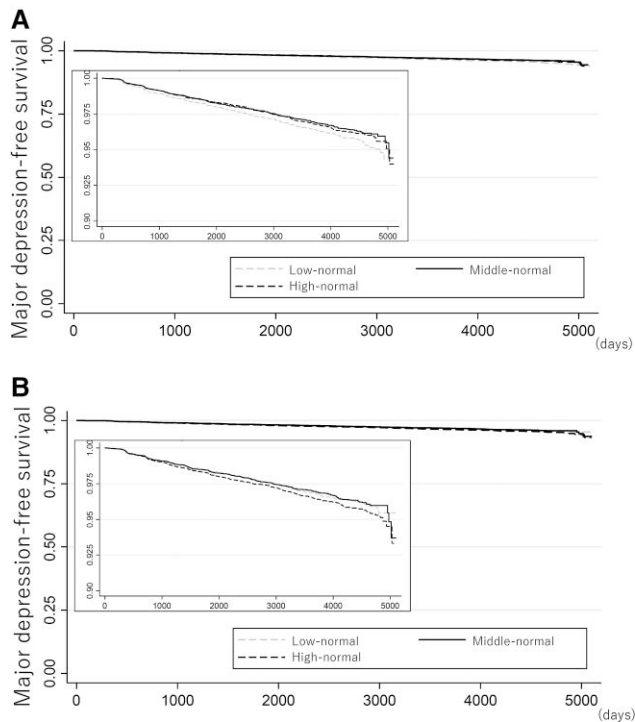 A
Major depression-free survival
1.00
0.75
0.50
0.25
0.00
1.00
0.975
0.95
0.925
0.90
0 1000 2000 3000 4000 5000
Low-normal Middle-normal
High-normal
0 1000 2000 3000 4000 5000
(days)
B
Major depression-free survival
1.00
0.75
0.50
0.25
0.00
1.00
0.975
0.95
0.925
0.90
0 1000 2000 3000 4000 5000
Low-normal Middle-normal
High-normal
0 1000 2000 3000 4000 5000
(days)